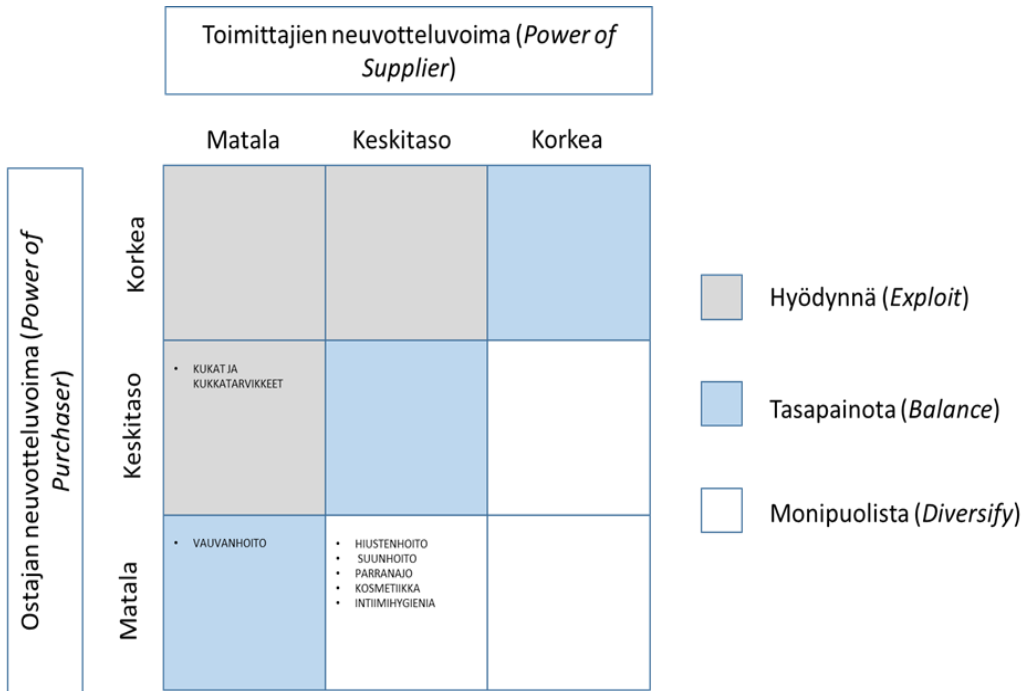 Toimittajien neuvotteluvoima (Power of
Supplier)
Matala
Keskitaso
Korkea
Ostajan neuvotteluvoima (Power of
Purchaser)
Korkea
Keskitaso
Matala
• KUKAT JA
KUKKATARVIKKEET
• VAUVANHOITO
• HIUSTENHOITO
• SUUNHOITO
• PARRANAJO
• KOSMETIIKKA
• INTIIMIHYGIENIA
Hyödynnä (Exploit)
Tasapainota (Balance)
Monipuolista (Diversify)